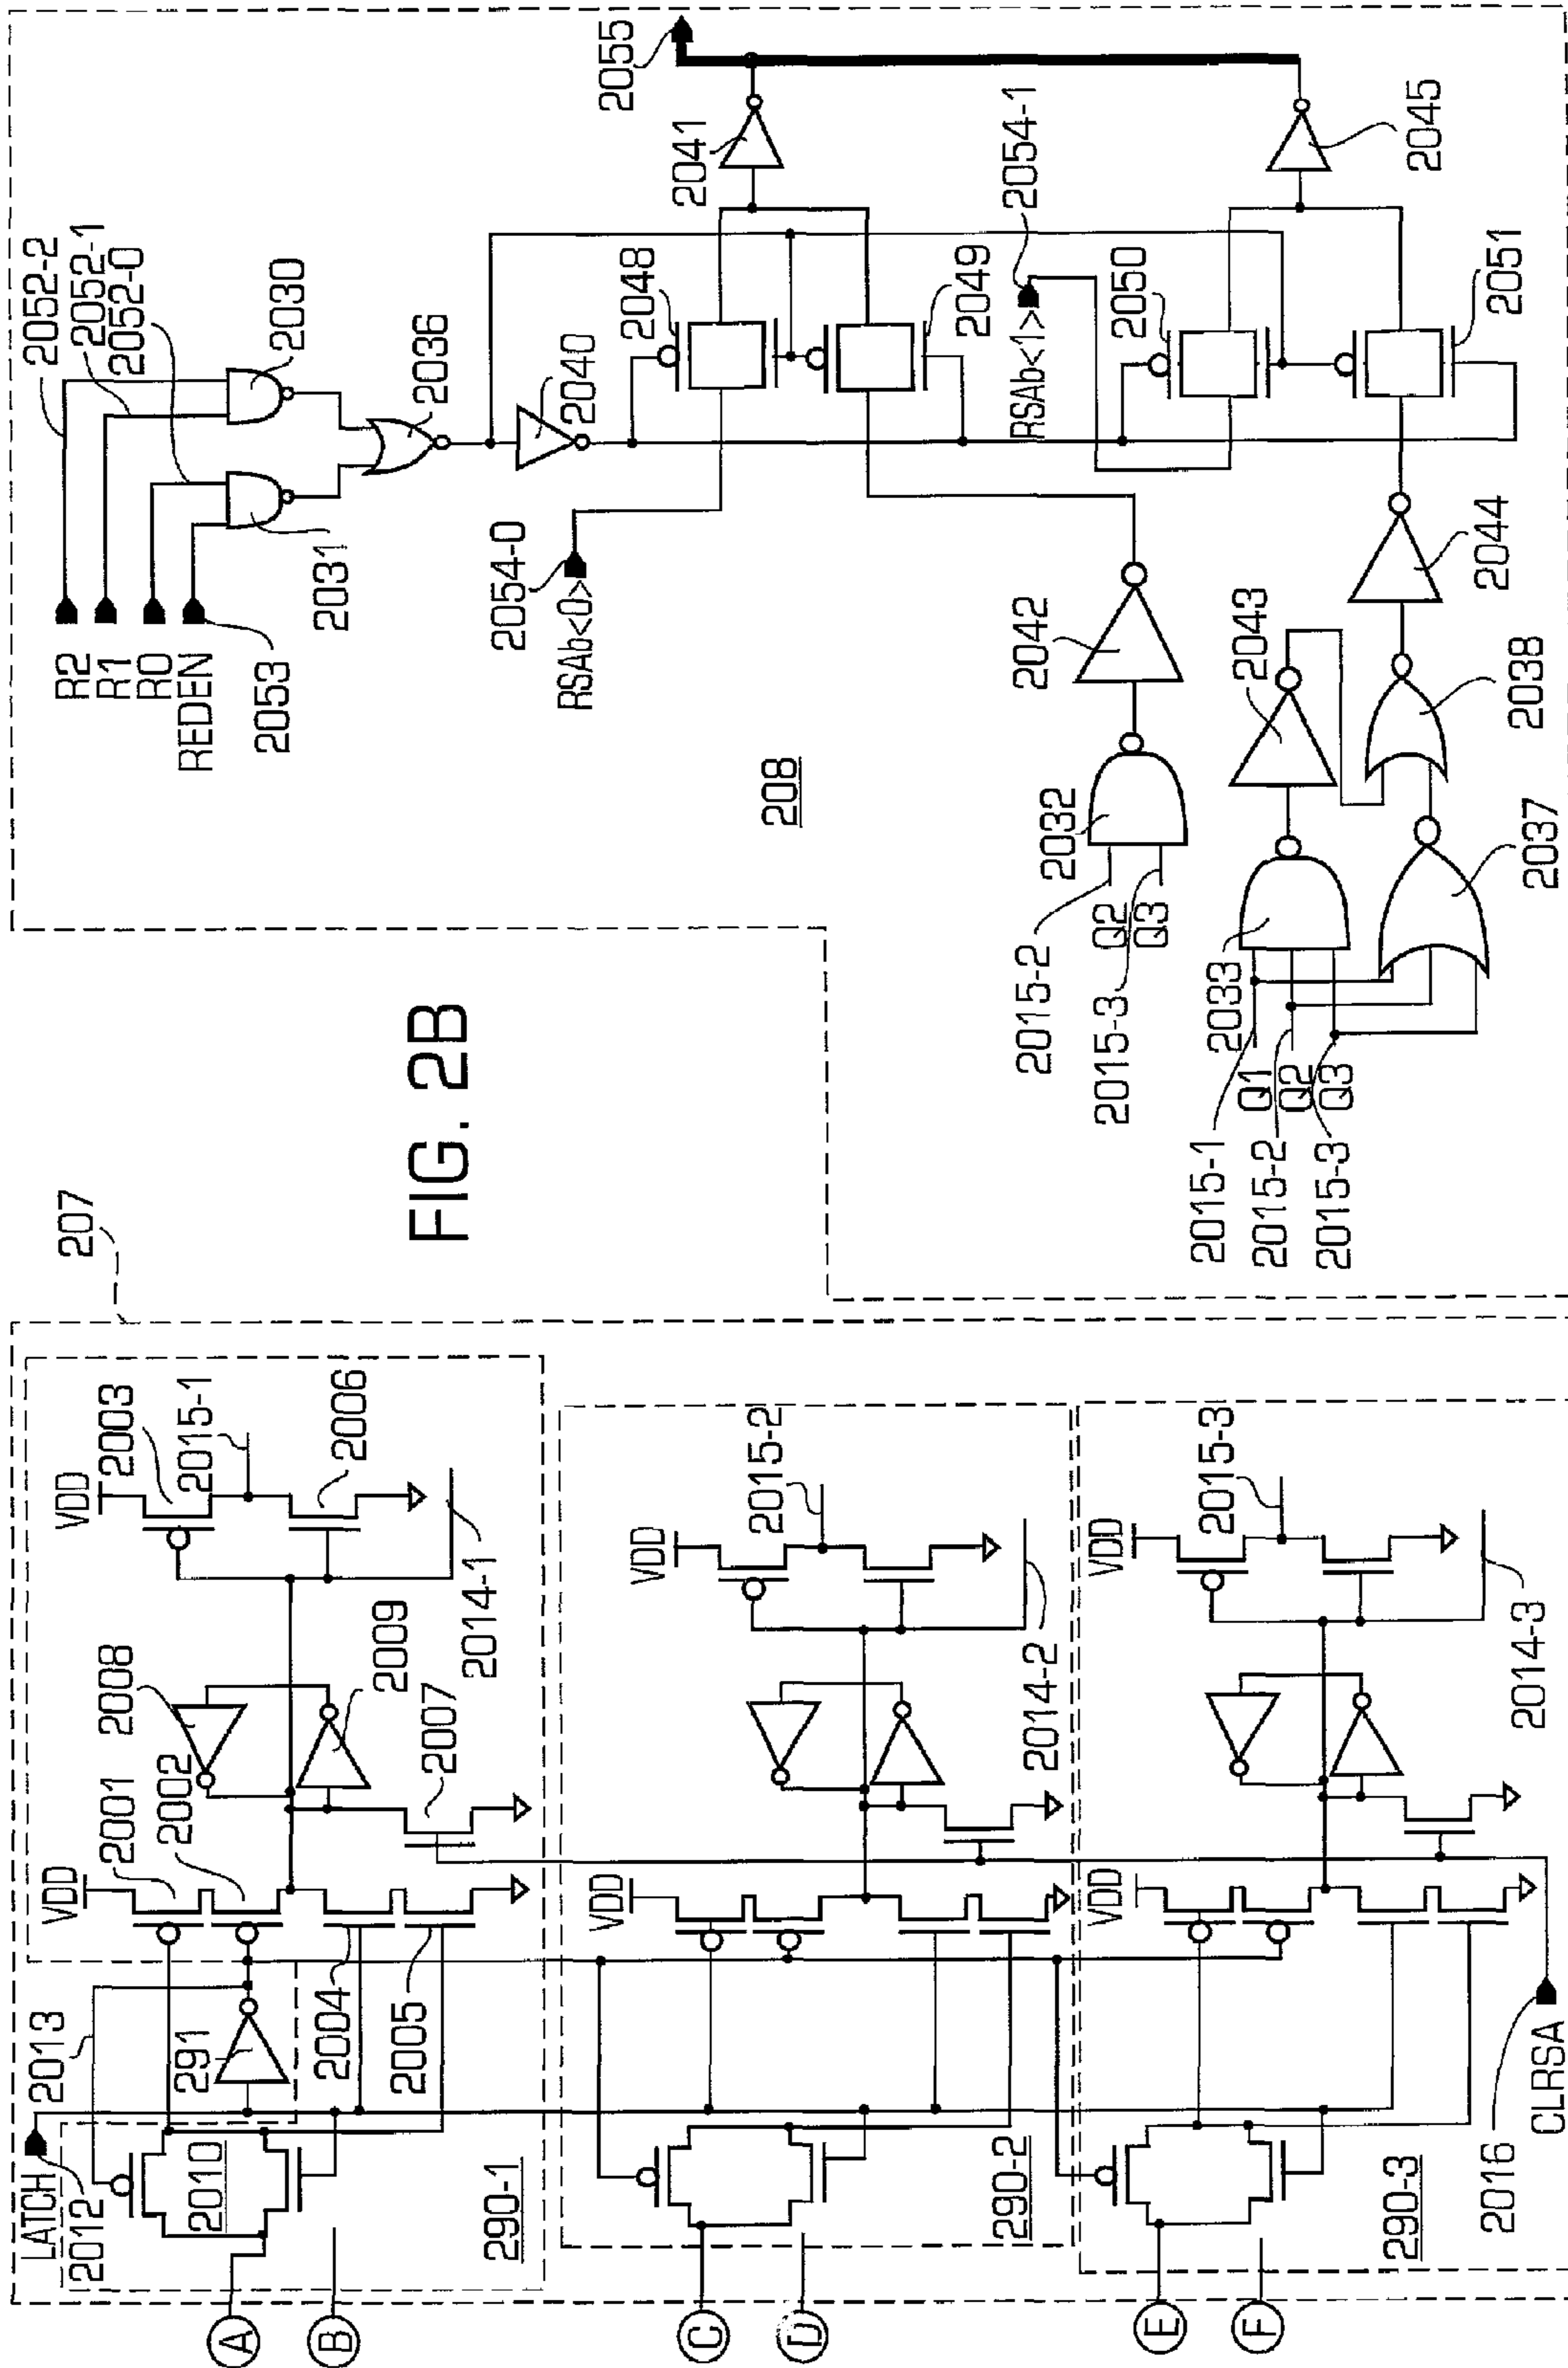 FIG. 2B
207
LATCH
2012
2013
2010
291
VDD
2001
2002
2003
2004
2005
2006
2007
2008
2009
2015-1
2014-1
290-1
A
B
VDD
VDD
2015-2
2014-2
290-2
C
D
VDD
VDD
2015-3
2014-3
290-3
E
F
2016
CLRSA
VDD
208
R2
R1
R0
REDEN
2053
2052-2
2052-1
2052-0
2030
2031
2036
2040
2054-0
RSAb<0>
2048
2049
2041
2055
2054-1
RSAb<1>
2050
2051
2045
2042
2032
Q2
Q3
2015-2
2015-3
2043
2044
2033
2038
2037
Q1
Q2
Q3
2015-1
2015-2
2015-3